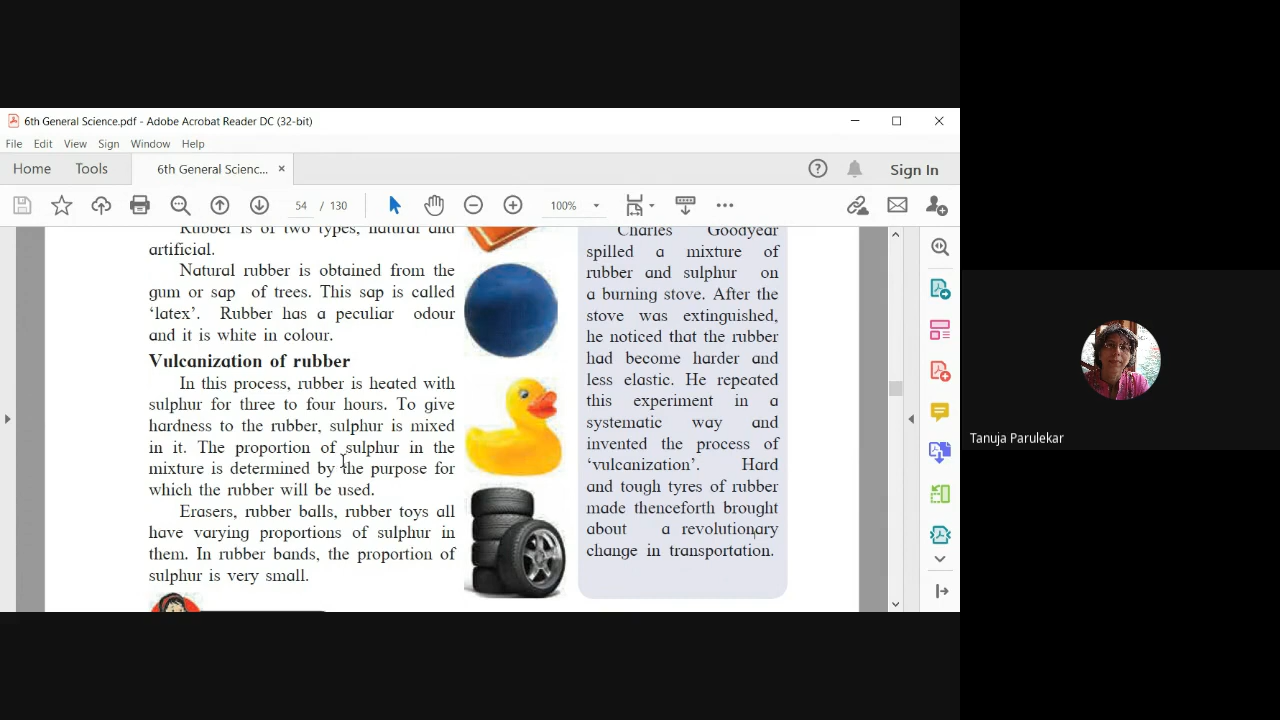 6th General Science.pdf - Adobe Acrobat Reader DC (32-bit)
File Edit View Sign Window Help
Home Tools 6th General Scienc... ×
Sign In
54 / 130
100%
Rubber is of two types, natural and
artificial.
Natural rubber is obtained from the
gum or sap of trees. This sap is called
‘latex’. Rubber has a peculiar odour
and it is white in colour.
Vulcanization of rubber
In this process, rubber is heated with
sulphur for three to four hours. To give
hardness to the rubber, sulphur is mixed
in it. The proportion of sulphur in the
mixture is determined by the purpose for
which the rubber will be used.
Erasers, rubber balls, rubber toys all
have varying proportions of sulphur in
them. In rubber bands, the proportion of
sulphur is very small.
Charles Goodyear
spilled a mixture of
rubber and sulphur on
a burning stove. After the
stove was extinguished,
he noticed that the rubber
had become harder and
less elastic. He repeated
this experiment in a
systematic way and
invented the process of
‘vulcanization’. Hard
and tough tyres of rubber
made thenceforth brought
about a revolutionary
change in transportation.
Tanuja Parulekar